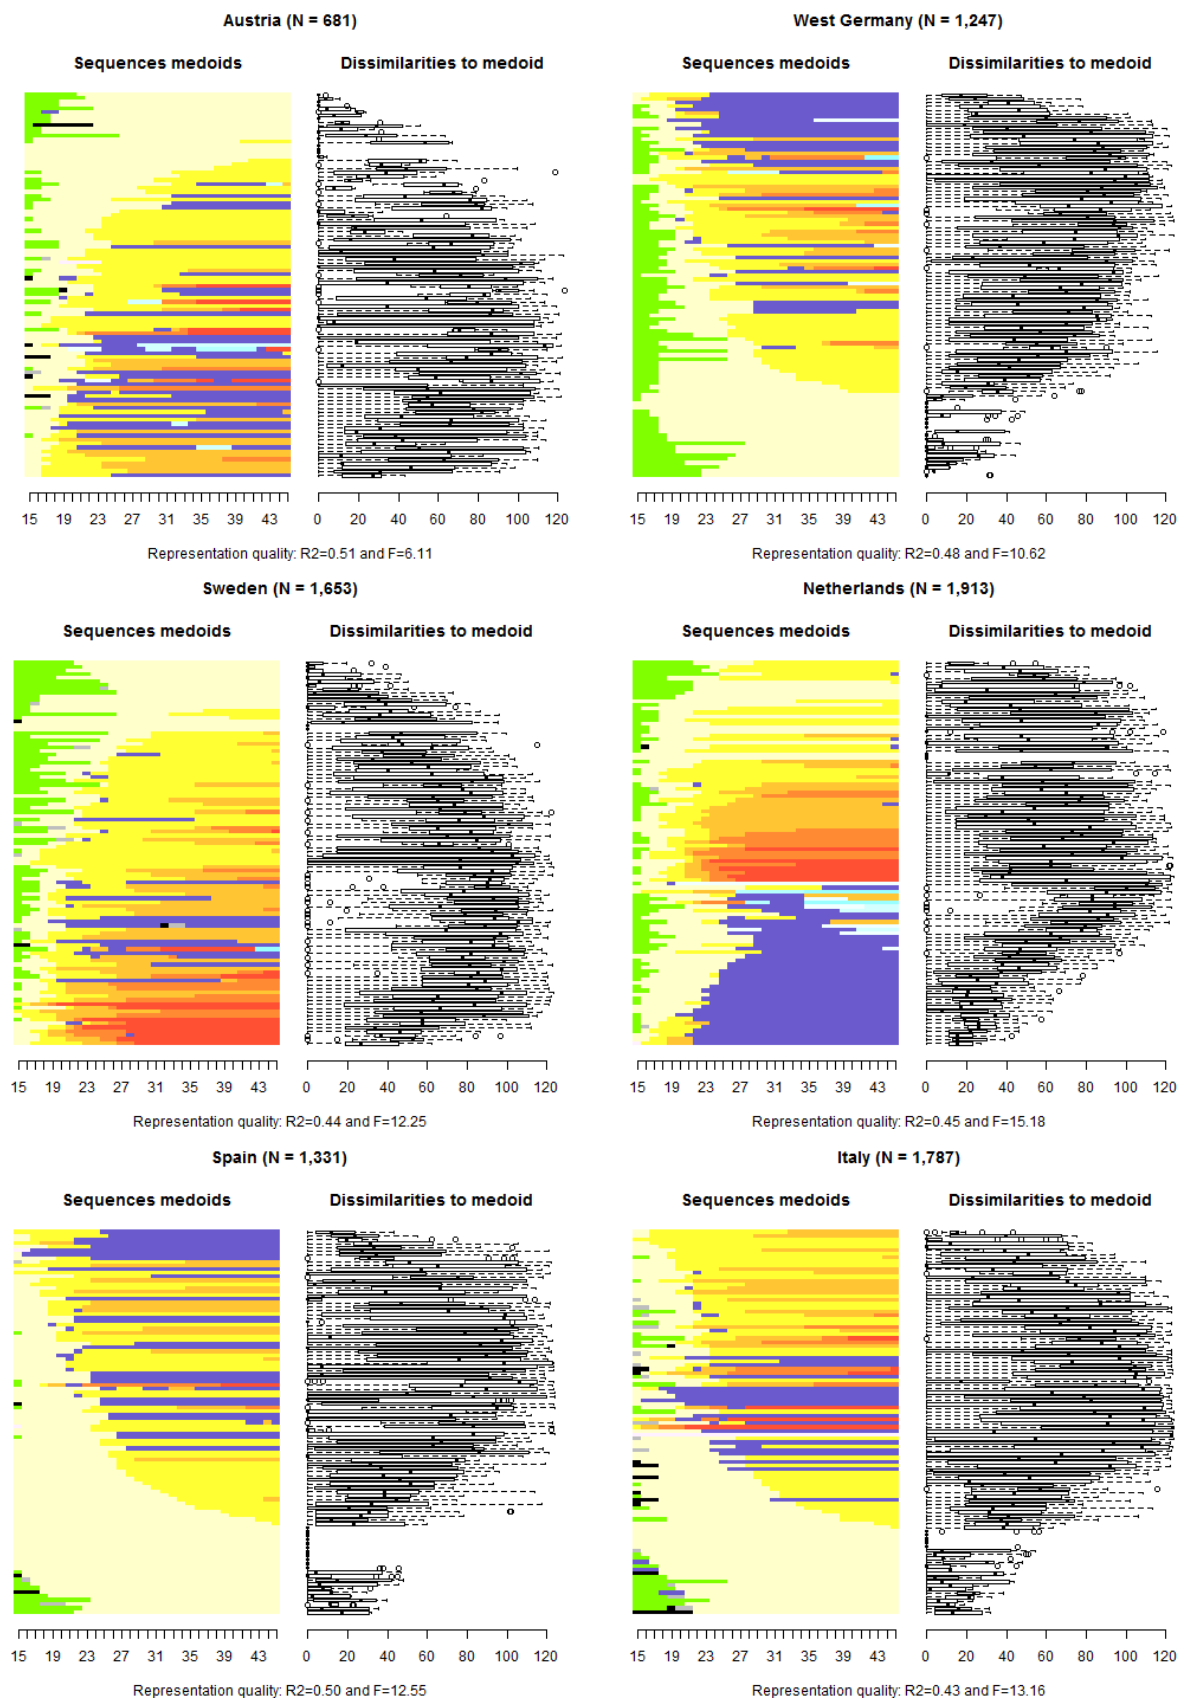 Austria (N = 681)
Sequences medoids
Dissimilarities to medoid
15 19 23 27 31 35 39 43
0 20 40 60 80 100 120
Representation quality: R2=0.51 and F=6.11
West Germany (N = 1,247)
Sequences medoids
Dissimilarities to medoid
15 19 23 27 31 35 39 43
0 20 40 60 80 100 120
Representation quality: R2=0.48 and F=10.62
Sweden (N = 1,653)
Sequences medoids
Dissimilarities to medoid
15 19 23 27 31 35 39 43
0 20 40 60 80 100 120
Representation quality: R2=0.44 and F=12.25
Netherlands (N = 1,913)
Sequences medoids
Dissimilarities to medoid
15 19 23 27 31 35 39 43
0 20 40 60 80 100 120
Representation quality: R2=0.45 and F=15.18
Spain (N = 1,331)
Sequences medoids
Dissimilarities to medoid
15 19 23 27 31 35 39 43
0 20 40 60 80 100 120
Representation quality: R2=0.50 and F=12.55
Italy (N = 1,787)
Sequences medoids
Dissimilarities to medoid
15 19 23 27 31 35 39 43
0 20 40 60 80 100 120
Representation quality: R2=0.43 and F=13.16